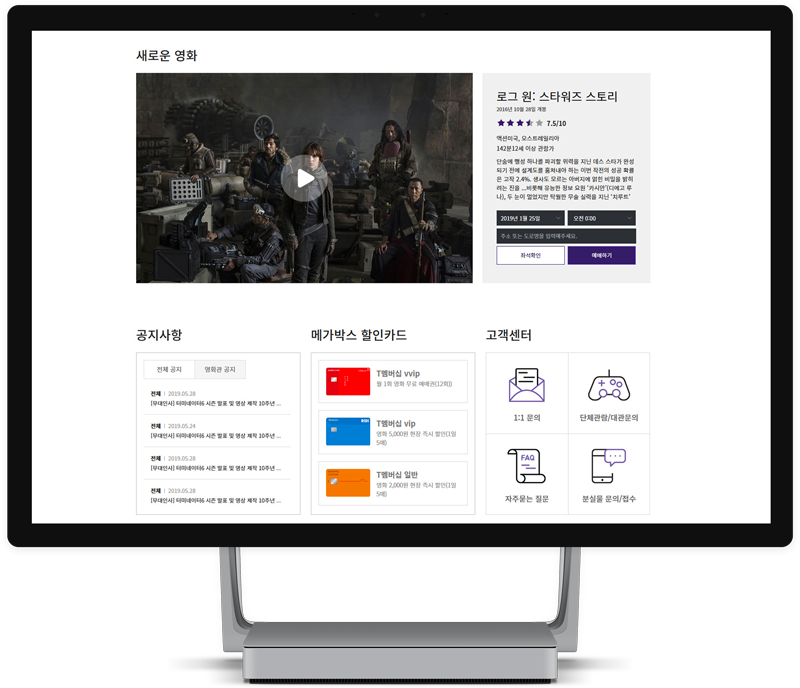 새로운 영화
로그 원: 스타워즈 스토리
2016년 10월 28일 개봉
7.5/10
액션미국, 오스트레일리아
142분12세 이상 관람가
단숨에 행성 하나를 파괴할 위력을 지닌 데스 스타가 완성
되기 전에 설계도를 훔쳐내야 하는 이번 작전의 성공 확률
은 고작 2.4%. 생사도 모르는 아버지에 얽힌 비밀을 밝히
려는 진을 ...비롯해 유능한 정보 요원 '카시안'(디에고 루
나), 두 눈이 멀었지만 탁월한 무술 실력을 지닌 '치루트'
2019년 1월 25일
오전 0:00
주소 또는 도로명을 입력해주세요.
좌석확인
예매하기
공지사항
전체 공지
영화관 공지
전체 | 2019.05.28
[무대인사] 터미네이터6 시즌 발표 및 영상 제작 10주년 ...
전체 | 2019.05.24
[무대인사] 터미네이터6 시즌 발표 및 영상 제작 10주년 ...
전체 | 2019.05.28
[무대인사] 터미네이터6 시즌 발표 및 영상 제작 10주년 ...
전체 | 2019.05.28
[무대인사] 터미네이터6 시즌 발표 및 영상 제작 10주년 ...
메가박스 할인카드
T멤버십 vvip
월 1회 영화 무료 예매권(12회)
T멤버십 vip
영화 5,000원 현장 즉시 할인(1일
5매)
T멤버십 일반
영화 2,000원 현장 즉시 할인(1일
5매)
고객센터
1:1 문의
단체관람/대관문의
FAQ
자주묻는 질문
분실물 문의/접수